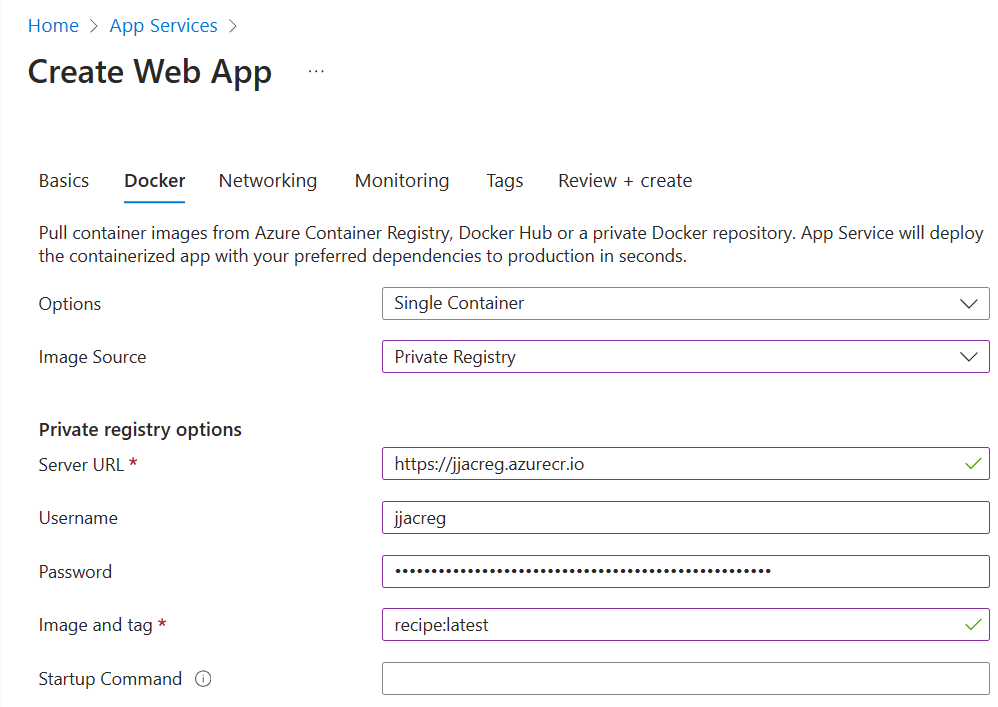 Home > App Services >
Create Web App ...
Basics Docker Networking Monitoring Tags Review + create
Pull container images from Azure Container Registry, Docker Hub or a private Docker repository. App Service will deploy
the containerized app with your preferred dependencies to production in seconds.
Options Single Container
Image Source Private Registry
Private registry options
Server URL * https://jjacreg.azurecr.io
Username jjacreg
Password ••••••••••••••••••••••••••••••••••••••••••••••••••••
Image and tag * recipe:latest
Startup Command